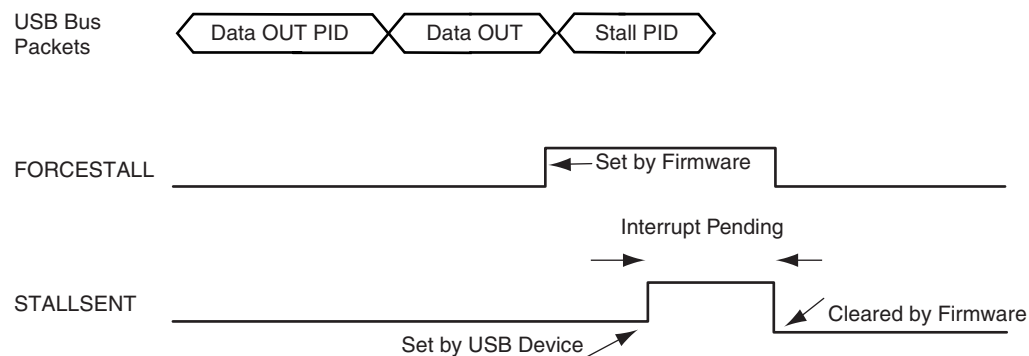 USB Bus
Packets
Data OUT PID
Data OUT
Stall PID
FORCESTALL
Set by Firmware
Interrupt Pending
STALLSENT
Cleared by Firmware
Set by USB Device